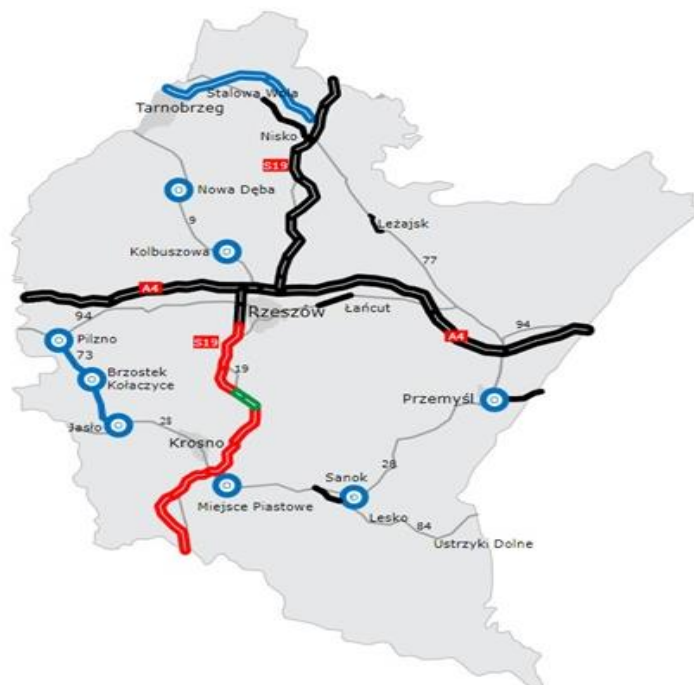 Stalowa Wola
Tarnobrzeg
Nisko
S19
Nowa Dęba
9
Leżajsk
Kolbuszowa
77
A4
Łańcut
94
Rzeszów
94
A4
Pilzno
S19
73
19
Brzostek
Kołaczyce
Przemyśl
Jasło
28
Krosno
28
Sanok
Miejsce Piastowe
Lesko
84
Ustrzyki Dolne